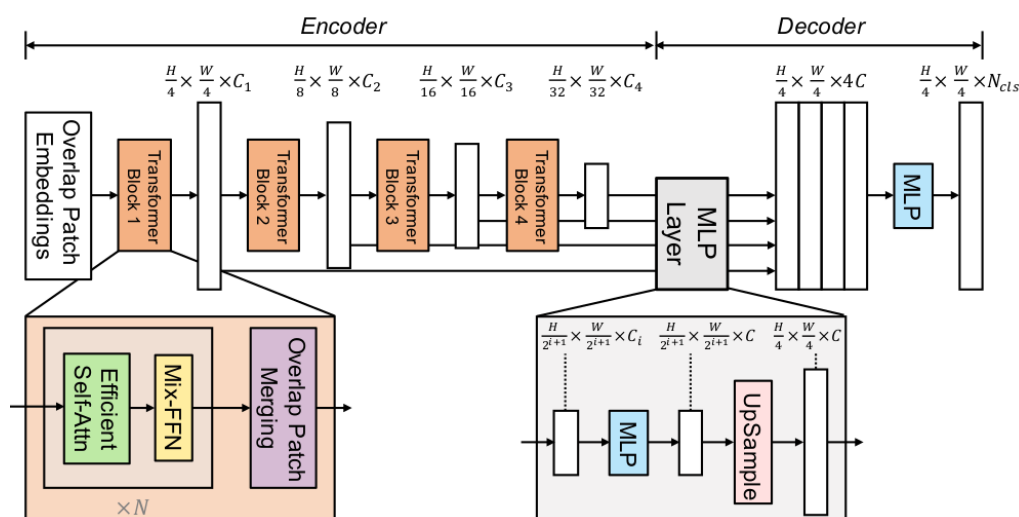 Encoder
Decoder
H/4 × W/4 × C₁
H/8 × W/8 × C₂
H/16 × W/16 × C₃
H/32 × W/32 × C₄
H/4 × W/4 × 4C
H/4 × W/4 × N_cls
Overlap Patch
Embeddings
Transformer
Block 1
Transformer
Block 2
Transformer
Block 3
Transformer
Block 4
MLP
Layer
MLP
Efficient
Self-Attn
Mix-FFN
Overlap Patch
Merging
×N
H/2^{i+1} × W/2^{i+1} × C_i
H/2^{i+1} × W/2^{i+1} × C
H/4 × W/4 × C
MLP
UpSample